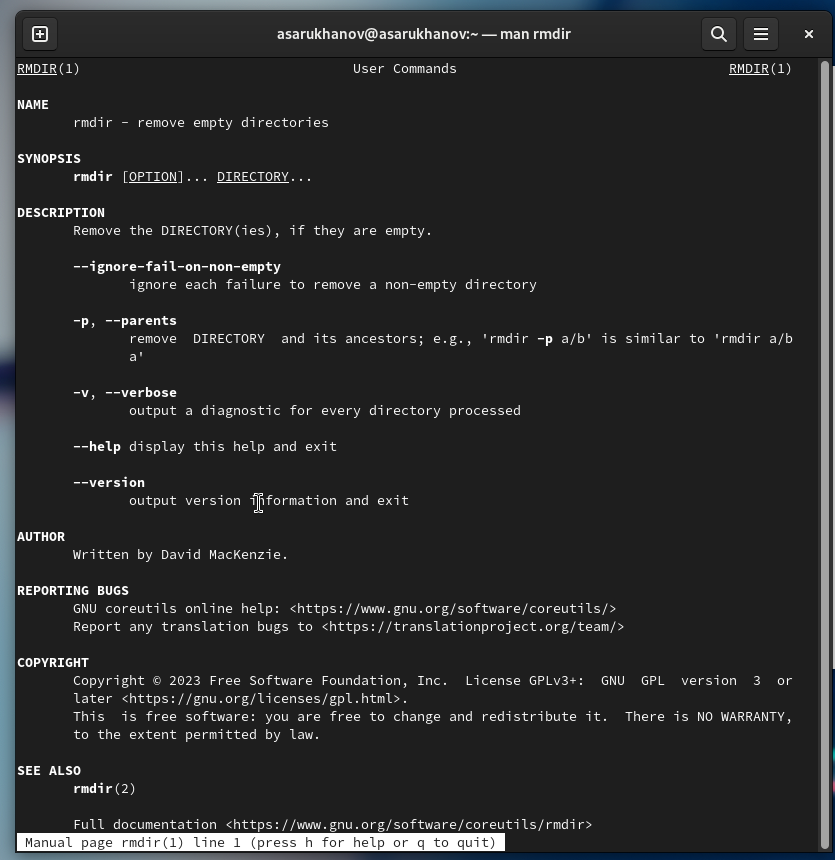 asarukhanov@asarukhanov:~ — man rmdir
RMDIR(1) User Commands RMDIR(1)
NAME
rmdir - remove empty directories
SYNOPSIS
rmdir [OPTION]... DIRECTORY...
DESCRIPTION
Remove the DIRECTORY(ies), if they are empty.
--ignore-fail-on-non-empty
ignore each failure to remove a non-empty directory
-p, --parents
remove DIRECTORY and its ancestors; e.g., 'rmdir -p a/b' is similar to 'rmdir a/b
a'
-v, --verbose
output a diagnostic for every directory processed
--help display this help and exit
--version
output version information and exit
AUTHOR
Written by David MacKenzie.
REPORTING BUGS
GNU coreutils online help: <https://www.gnu.org/software/coreutils/>
Report any translation bugs to <https://translationproject.org/team/>
COPYRIGHT
Copyright © 2023 Free Software Foundation, Inc. License GPLv3+: GNU GPL version 3 or
later <https://gnu.org/licenses/gpl.html>.
This is free software: you are free to change and redistribute it. There is NO WARRANTY,
to the extent permitted by law.
SEE ALSO
rmdir(2)
Full documentation <https://www.gnu.org/software/coreutils/rmdir>
Manual page rmdir(1) line 1 (press h for help or q to quit)